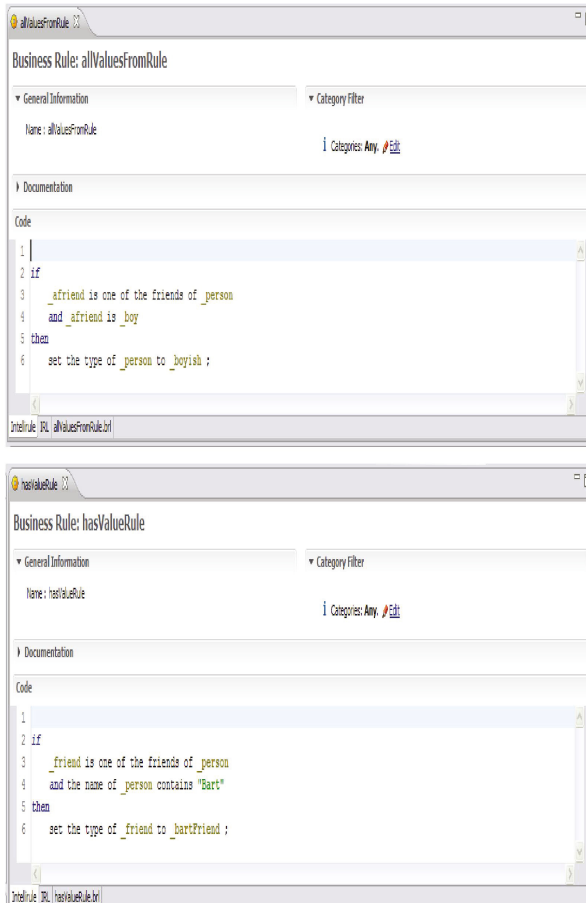 allValuesFromRule
Business Rule: allValuesFromRule
General Information
Category Filter
Name : allValuesFromRule
i Categories: Any. Edit
Documentation
Code
1
2 if
3 _afriend is one of the friends of _person
4 and _afriend is _boy
5 then
6 set the type of _person to _boyish ;
Intellirule IRL allValuesFromRule.brl
hasValueRule
Business Rule: hasValueRule
General Information
Category Filter
Name : hasValueRule
i Categories: Any. Edit
Documentation
Code
1
2 if
3 _friend is one of the friends of _person
4 and the name of _person contains "Bart"
5 then
6 set the type of _friend to _bartFriend ;
Intellirule IRL hasValueRule.brl